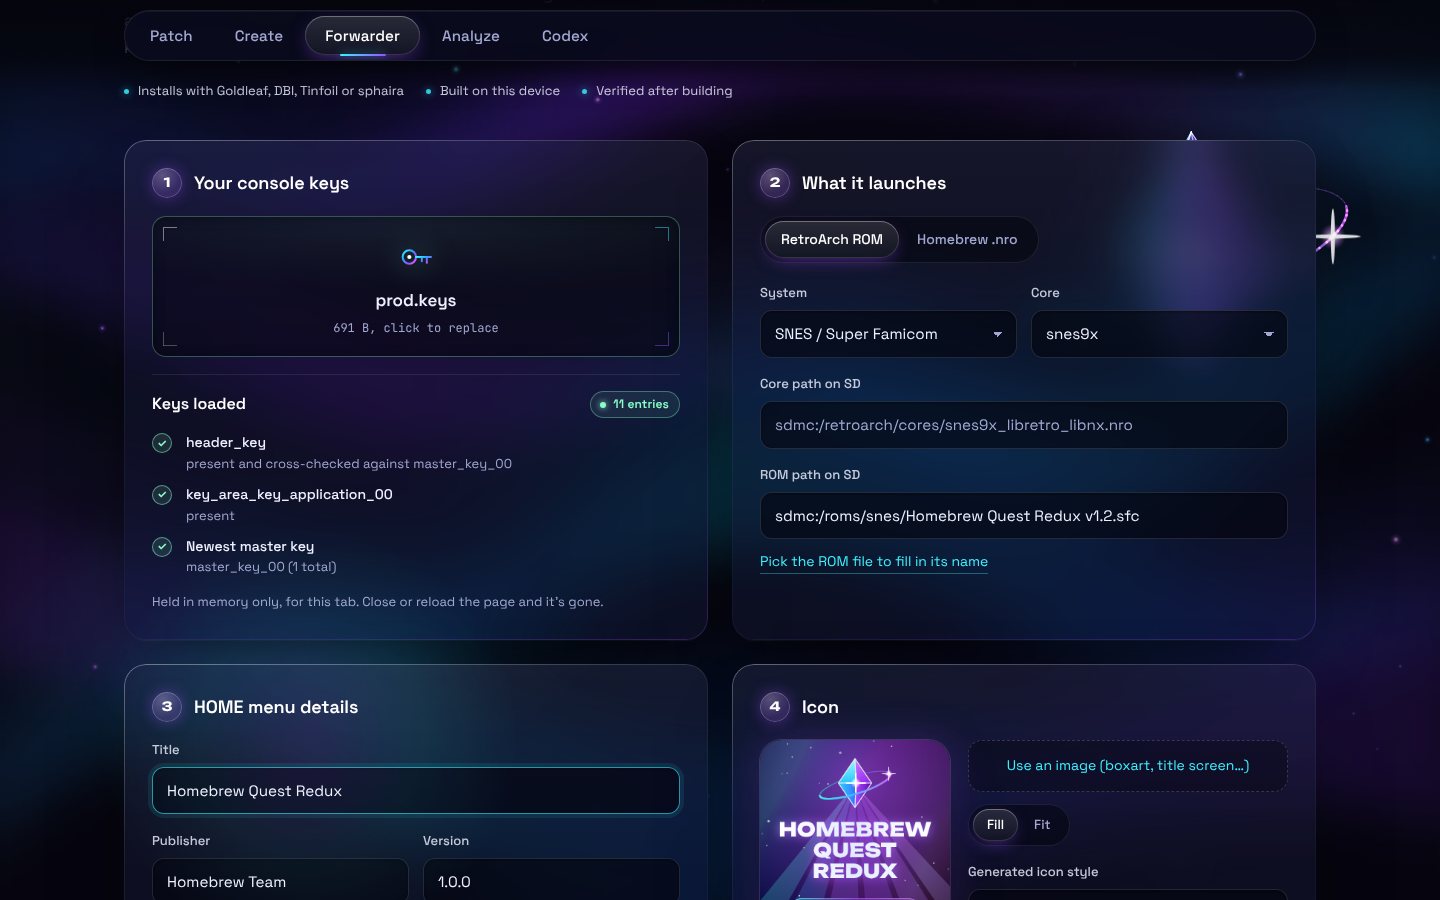 Patch
Create
Forwarder
Analyze
Codex
Installs with Goldleaf, DBI, Tinfoil or sphaira
Built on this device
Verified after building
1
Your console keys
prod.keys
691 B, click to replace
Keys loaded
11 entries
header_key
present and cross-checked against master_key_00
key_area_key_application_00
present
Newest master key
master_key_00 (1 total)
Held in memory only, for this tab. Close or reload the page and it's gone.
2
What it launches
RetroArch ROM
Homebrew .nro
System
Core
SNES / Super Famicom
snes9x
Core path on SD
sdmc:/retroarch/cores/snes9x_libretro_libnx.nro
ROM path on SD
sdmc:/roms/snes/Homebrew Quest Redux v1.2.sfc
Pick the ROM file to fill in its name
3
HOME menu details
Title
Homebrew Quest Redux
Publisher
Version
Homebrew Team
1.0.0
4
Icon
HOMEBREW
QUEST
REDUX
Use an image (boxart, title screen…)
Fill
Fit
Generated icon style